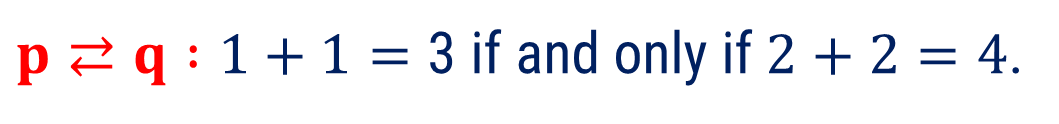 p ⇄ q : 1 + 1 = 3 if and only if 2 + 2 = 4.